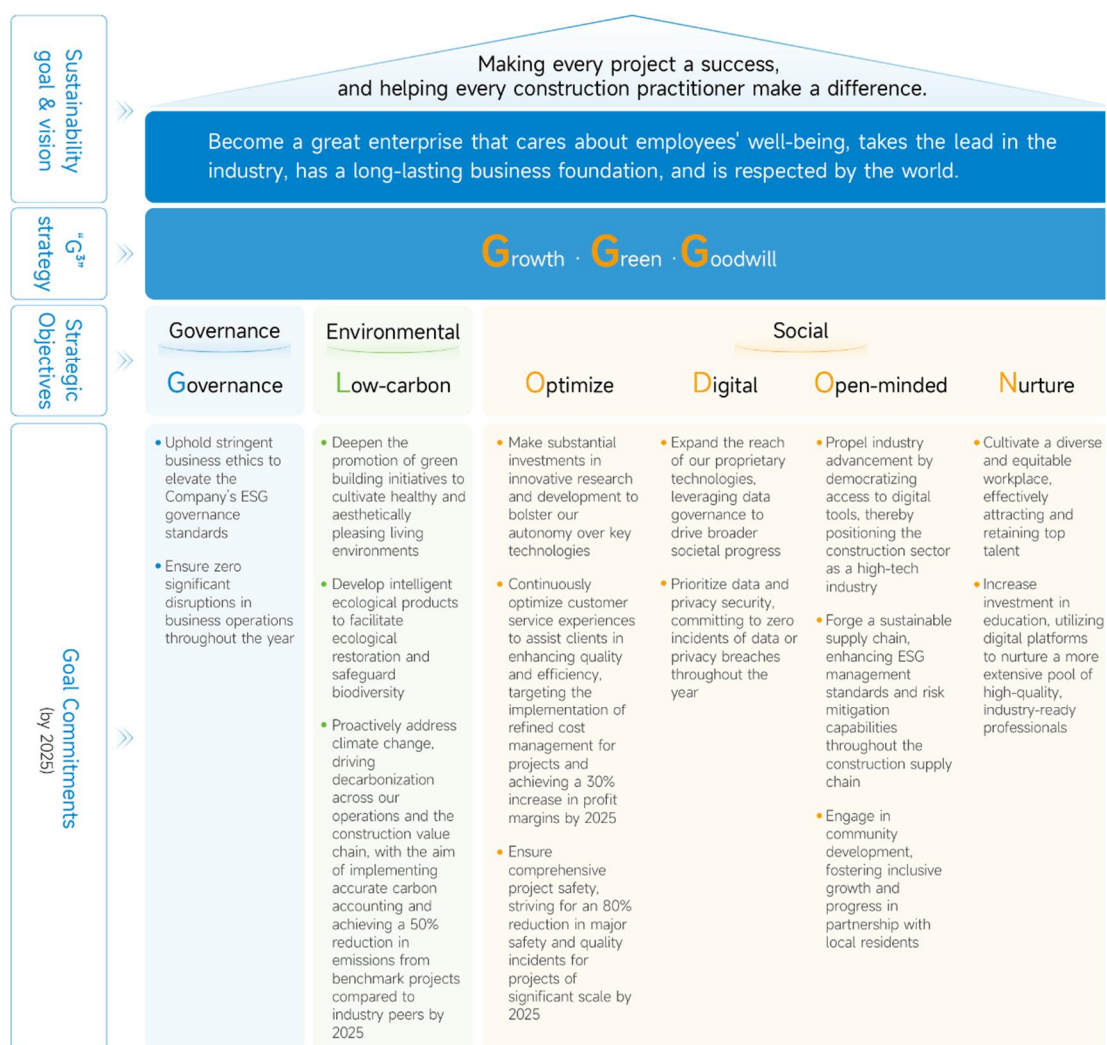 Sustainability
goal & vision
Making every project a success,
and helping every construction practitioner make a difference.
Become a great enterprise that cares about employees' well-being, takes the lead in the
industry, has a long-lasting business foundation, and is respected by the world.
"G³"
strategy
Growth · Green · Goodwill
Strategic
Objectives
Governance
Governance
Environmental
Low-carbon
Social
Optimize
Digital
Open-minded
Nurture
Goal Commitments
(by 2025)
• Uphold stringent
business ethics to
elevate the
Company's ESG
governance
standards
• Ensure zero
significant
disruptions in
business operations
throughout the year
• Deepen the
promotion of green
building initiatives to
cultivate healthy and
aesthetically
pleasing living
environments
• Develop intelligent
ecological products
to facilitate
ecological
restoration and
safeguard
biodiversity
• Proactively address
climate change,
driving
decarbonization
across our
operations and the
construction value
chain, with the aim
of implementing
accurate carbon
accounting and
achieving a 50%
reduction in
emissions from
benchmark projects
compared to
industry peers by
2025
• Make substantial
investments in
innovative research
and development to
bolster our
autonomy over key
technologies
• Continuously
optimize customer
service experiences
to assist clients in
enhancing quality
and efficiency,
targeting the
implementation of
refined cost
management for
projects and
achieving a 30%
increase in profit
margins by 2025
• Ensure
comprehensive
project safety,
striving for an 80%
reduction in major
safety and quality
incidents for
projects of
significant scale by
2025
• Expand the reach
of our proprietary
technologies,
leveraging data
governance to
drive broader
societal progress
• Prioritize data and
privacy security,
committing to zero
incidents of data or
privacy breaches
throughout the
year
• Propel industry
advancement by
democratizing
access to digital
tools, thereby
positioning the
construction sector
as a high-tech
industry
• Forge a sustainable
supply chain,
enhancing ESG
management
standards and risk
mitigation
capabilities
throughout the
construction supply
chain
• Engage in
community
development,
fostering inclusive
growth and
progress in
partnership with
local residents
• Cultivate a diverse
and equitable
workplace,
effectively
attracting and
retaining top
talent
• Increase
investment in
education, utilizing
digital platforms
to nurture a more
extensive pool of
high-quality,
industry-ready
professionals